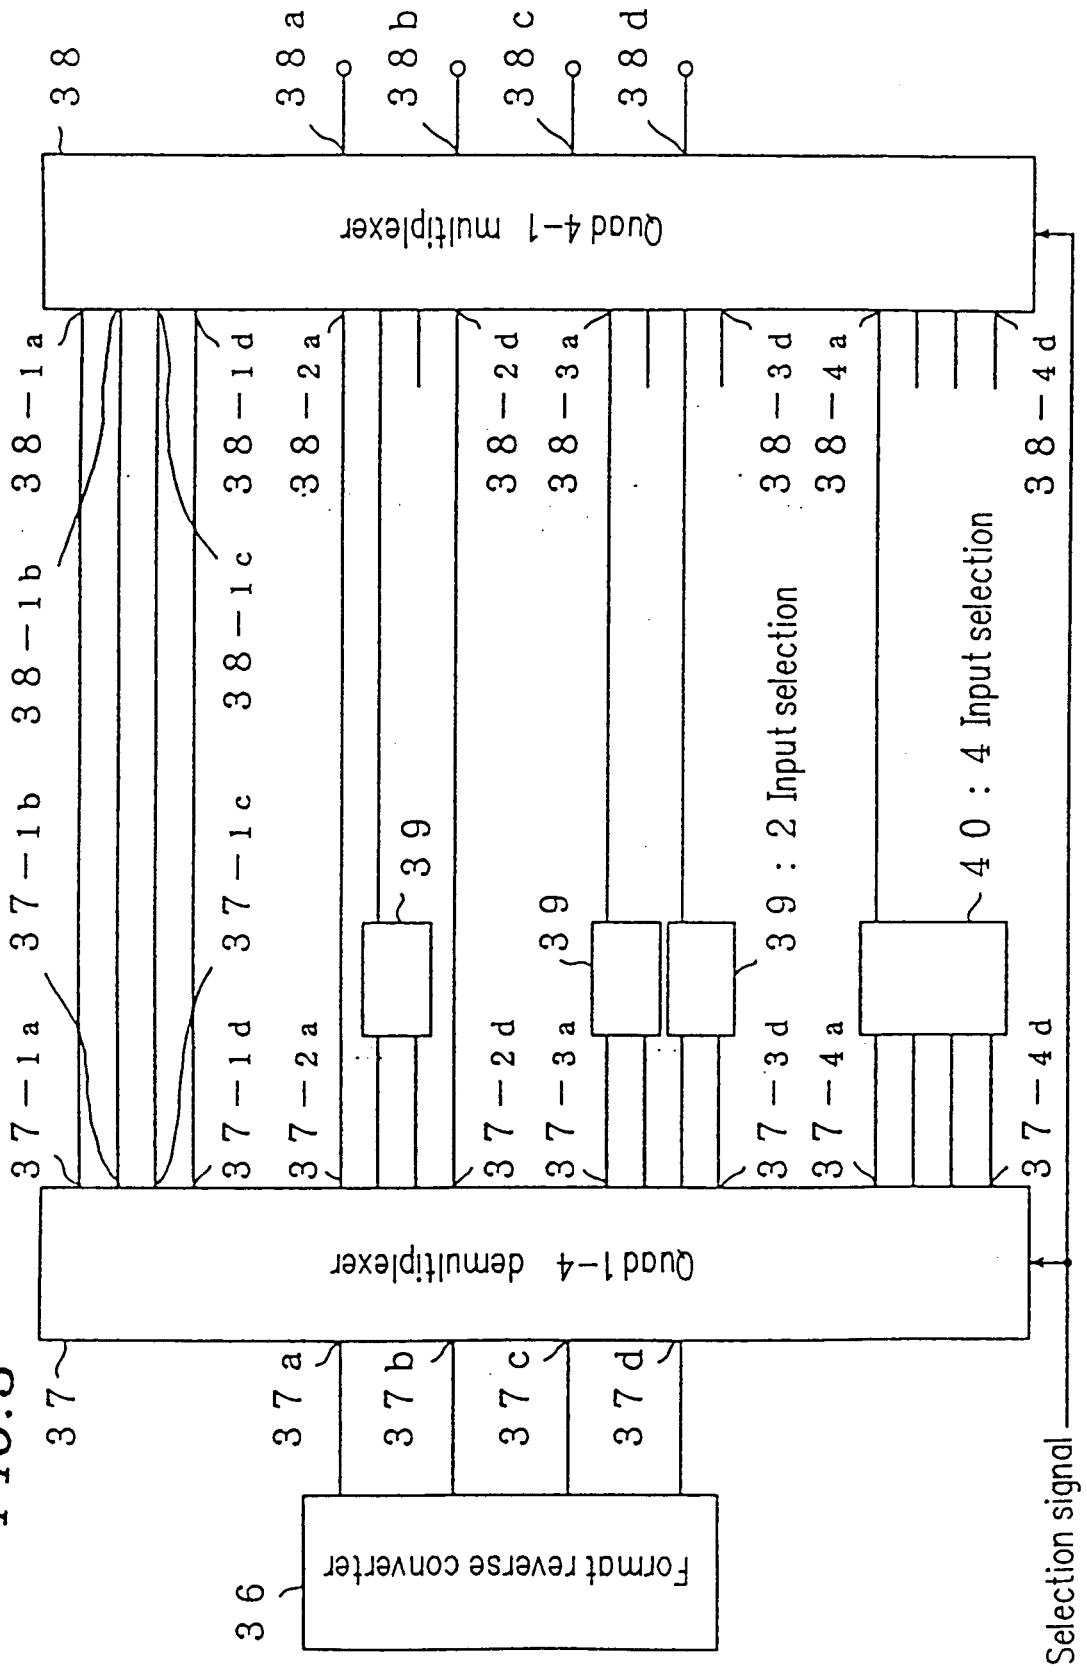 FIG.8
36
Format reverse converter
37
37a
37b
37c
37d
Quad 1-4 demultiplexer
37-1a
37-1b
37-1c
37-1d
37-2a
37-2d
37-3a
37-3d
37-4a
37-4d
39
39
39 : 2 Input selection
40 : 4 Input selection
38-1a
38-1b
38-1c
38-1d
38-2a
38-2d
38-3a
38-3d
38-4a
38-4d
Quad 4-1 multiplexer
38
38a
38b
38c
38d
Selection signal